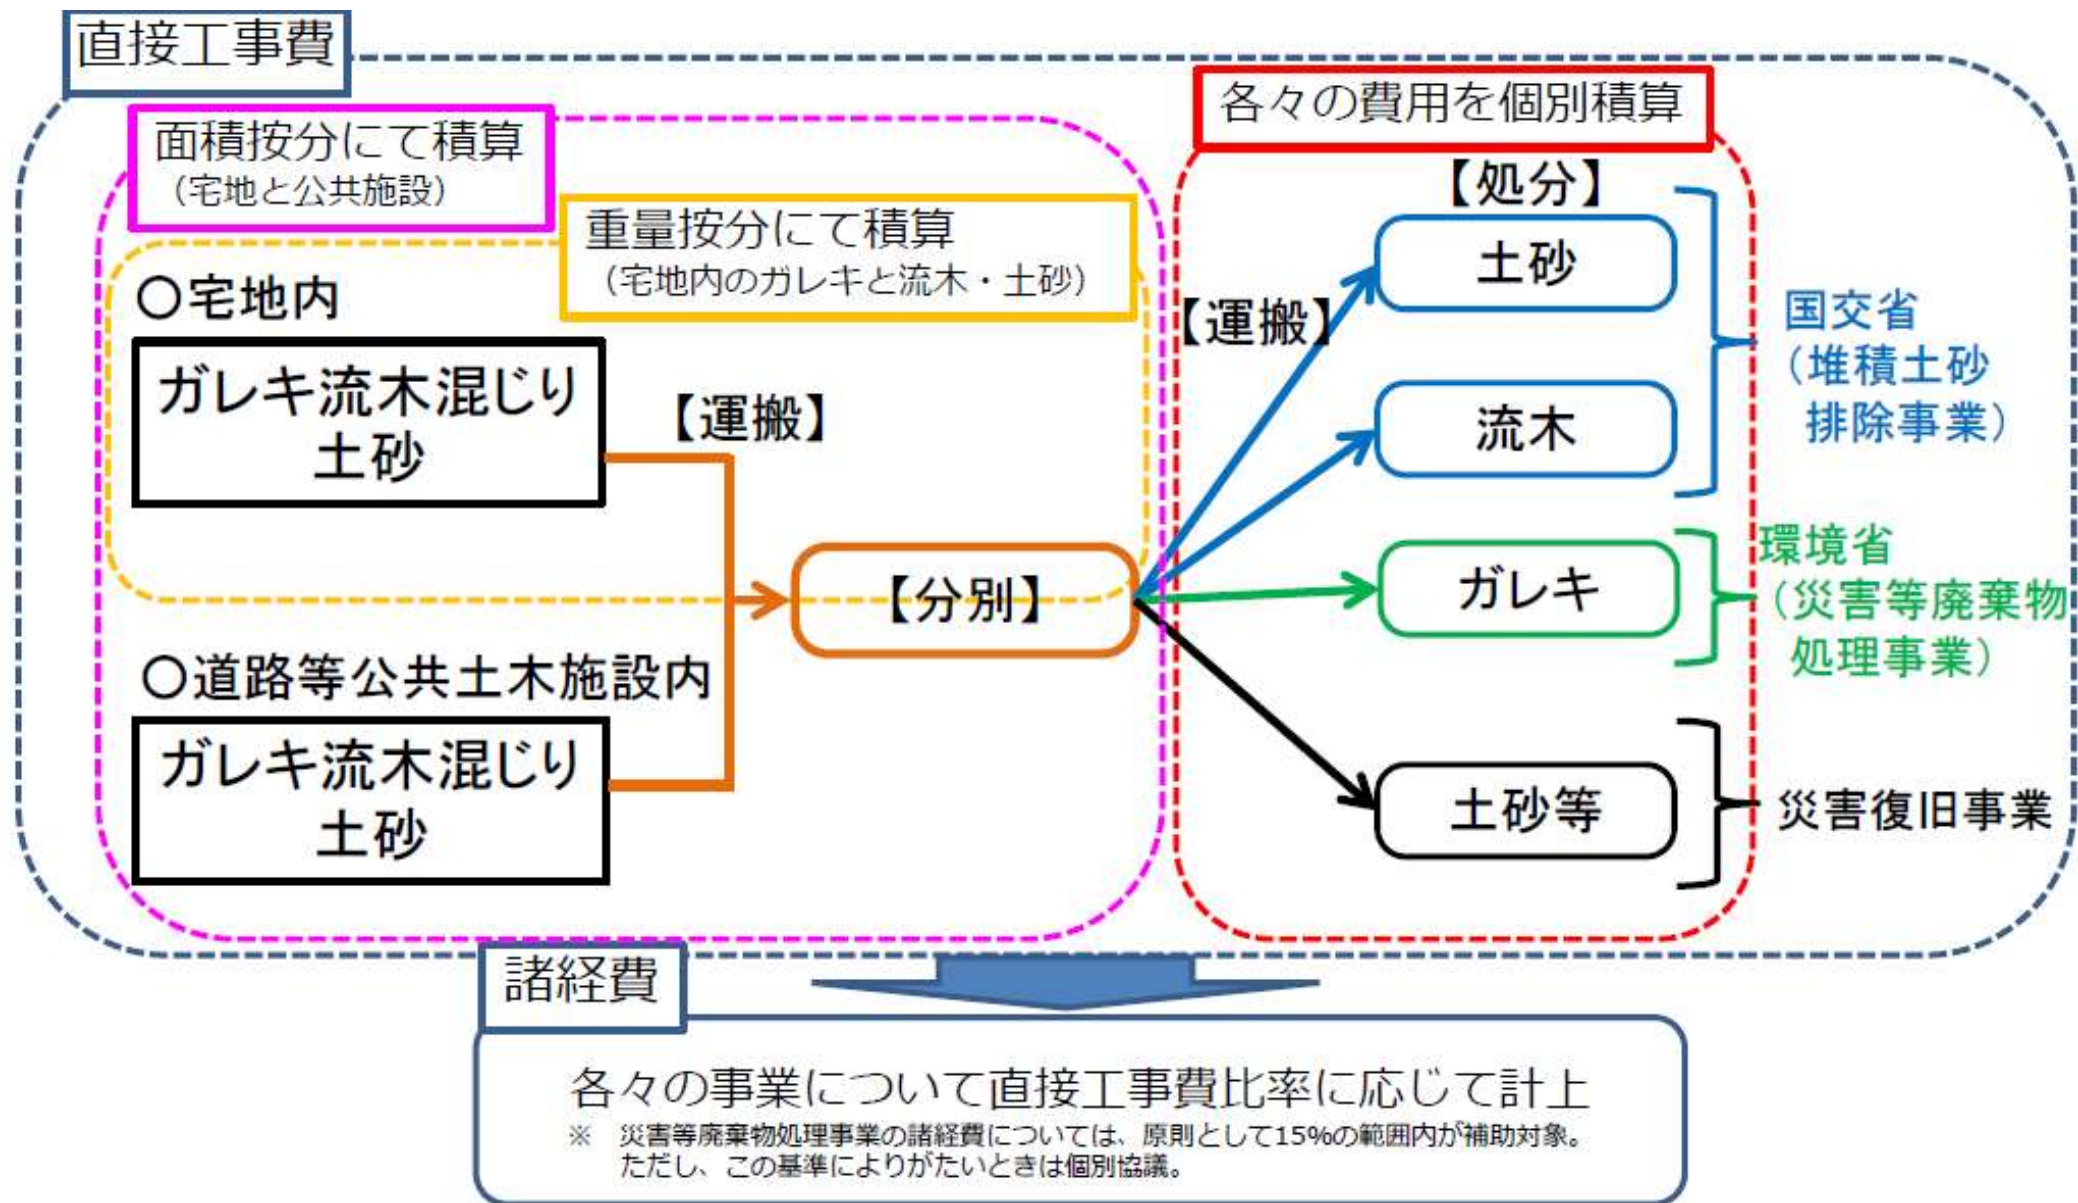 直接工事費
各々の費用を個別積算
面積按分にて積算
（宅地と公共施設）
重量按分にて積算
（宅地内のガレキと流木・土砂）
〇宅地内
ガレキ流木混じり
土砂
【運搬】
〇道路等公共土木施設内
ガレキ流木混じり
土砂
【分別】
【運搬】
【処分】
土砂
流木
ガレキ
土砂等
国交省
（堆積土砂
排除事業）
環境省
（災害等廃棄物
処理事業）
災害復旧事業
諸経費
各々の事業について直接工事費比率に応じて計上
※　災害等廃棄物処理事業の諸経費については、原則として15%の範囲内が補助対象。
ただし、この基準によりがたいときは個別協議。